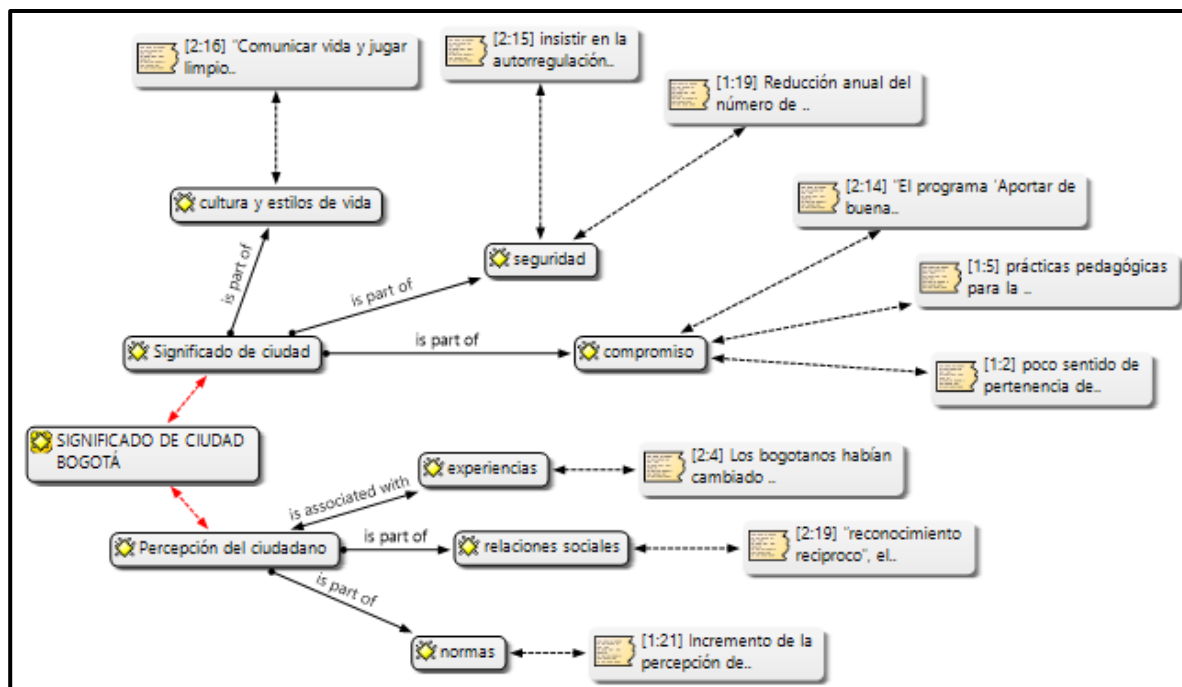 [2:16] "Comunicar vida y jugar
limpio..
[2:15] insistir en la
autorregulación..
[1:19] Reducción anual del
número de ..
[2:14] "El programa 'Aportar de
buena..
cultura y estilos de vida
seguridad
[1:5] prácticas pedagógicas
para la ..
is part of
is part of
is part of
Significado de ciudad
compromiso
[1:2] poco sentido de
pertenencia de..
SIGNIFICADO DE CIUDAD
BOGOTÁ
experiencias
[2:4] Los bogotanos habían
cambiado ..
is associated with
Percepción del ciudadano
is part of
relaciones sociales
[2:19] "reconocimiento
reciproco", el..
is part of
normas
[1:21] Incremento de la
percepción de..